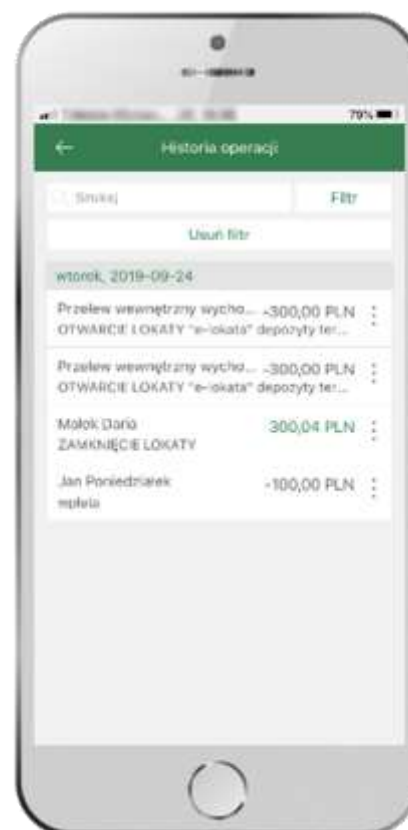 79%
Historia operacji
Szukaj
Filtr
Usuń filtr
wtorek, 2019-09-24
Przelew wewnętrzny wycho... -300,00 PLN
OTWARCIE LOKATY "e-lokata" depozyty ter...
Przelew wewnętrzny wycho... -300,00 PLN
OTWARCIE LOKATY "e-lokata" depozyty ter...
Malok Daria 300,04 PLN
ZAMKNIĘCIE LOKATY
Jan Poniedziałek -100,00 PLN
wpłata